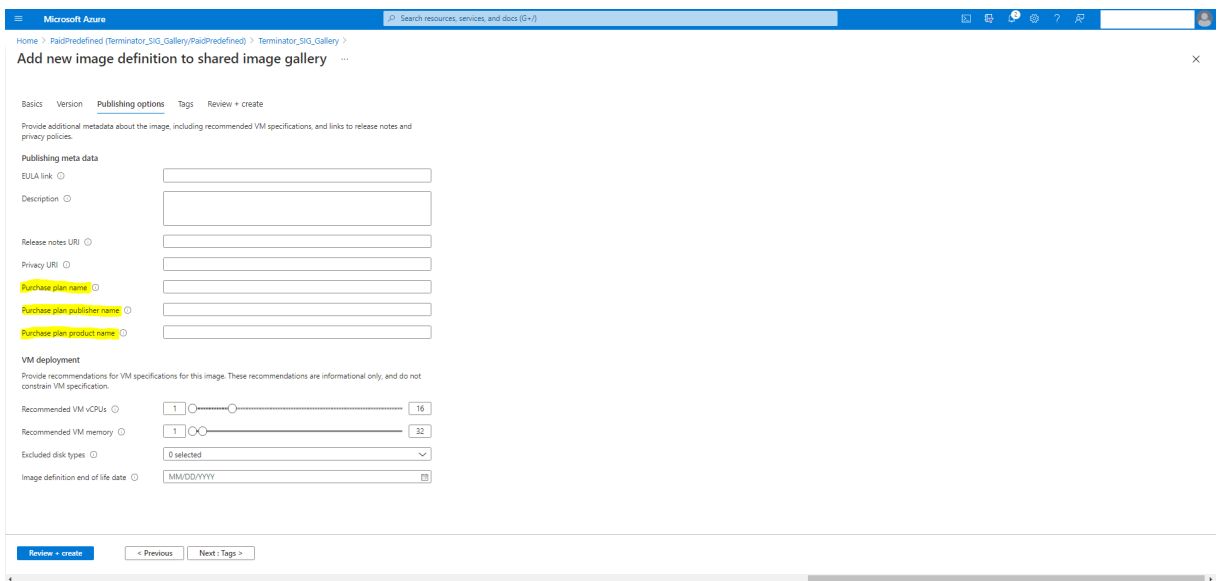 Microsoft Azure
Search resources, services, and docs (G+/)
2
Home > PaidPredefined (Terminator_SIG_Gallery/PaidPredefined) > Terminator_SIG_Gallery >
Add new image definition to shared image gallery ...
Basics Version Publishing options Tags Review + create
Provide additional metadata about the image, including recommended VM specifications, and links to release notes and
privacy policies.
Publishing meta data
EULA link
Description
Release notes URI
Privacy URI
Purchase plan name
Purchase plan publisher name
Purchase plan product name
VM deployment
Provide recommendations for VM specifications for this image. These recommendations are informational only, and do not
constrain VM specification.
Recommended VM vCPUs 1 16
Recommended VM memory 1 32
Excluded disk types 0 selected
Image definition end of life date MM/DD/YYYY
Review + create < Previous Next : Tags >